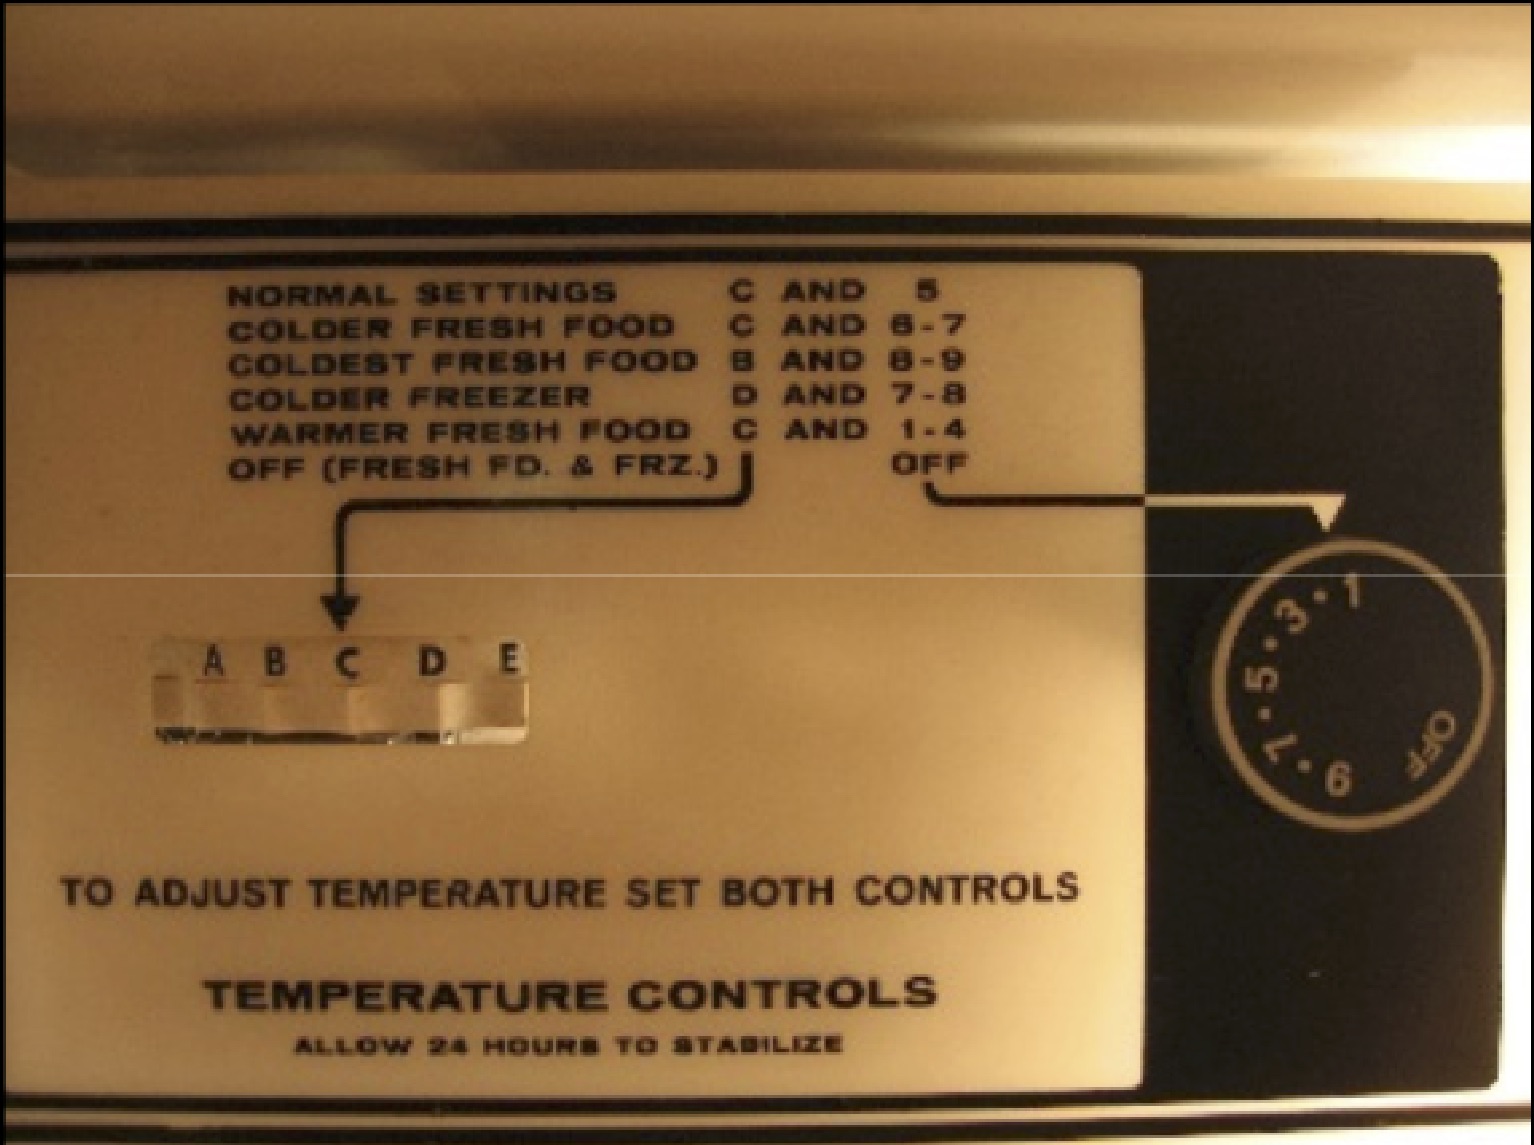 NORMAL SETTINGS C AND 5
COLDER FRESH FOOD C AND 6-7
COLDEST FRESH FOOD B AND 8-9
COLDER FREEZER D AND 7-8
WARMER FRESH FOOD C AND 1-4
OFF (FRESH FD. & FRZ.) OFF
A B C D E
1 • 3 • 5 • 7 • 9 OFF
TO ADJUST TEMPERATURE SET BOTH CONTROLS
TEMPERATURE CONTROLS
ALLOW 24 HOURS TO STABILIZE